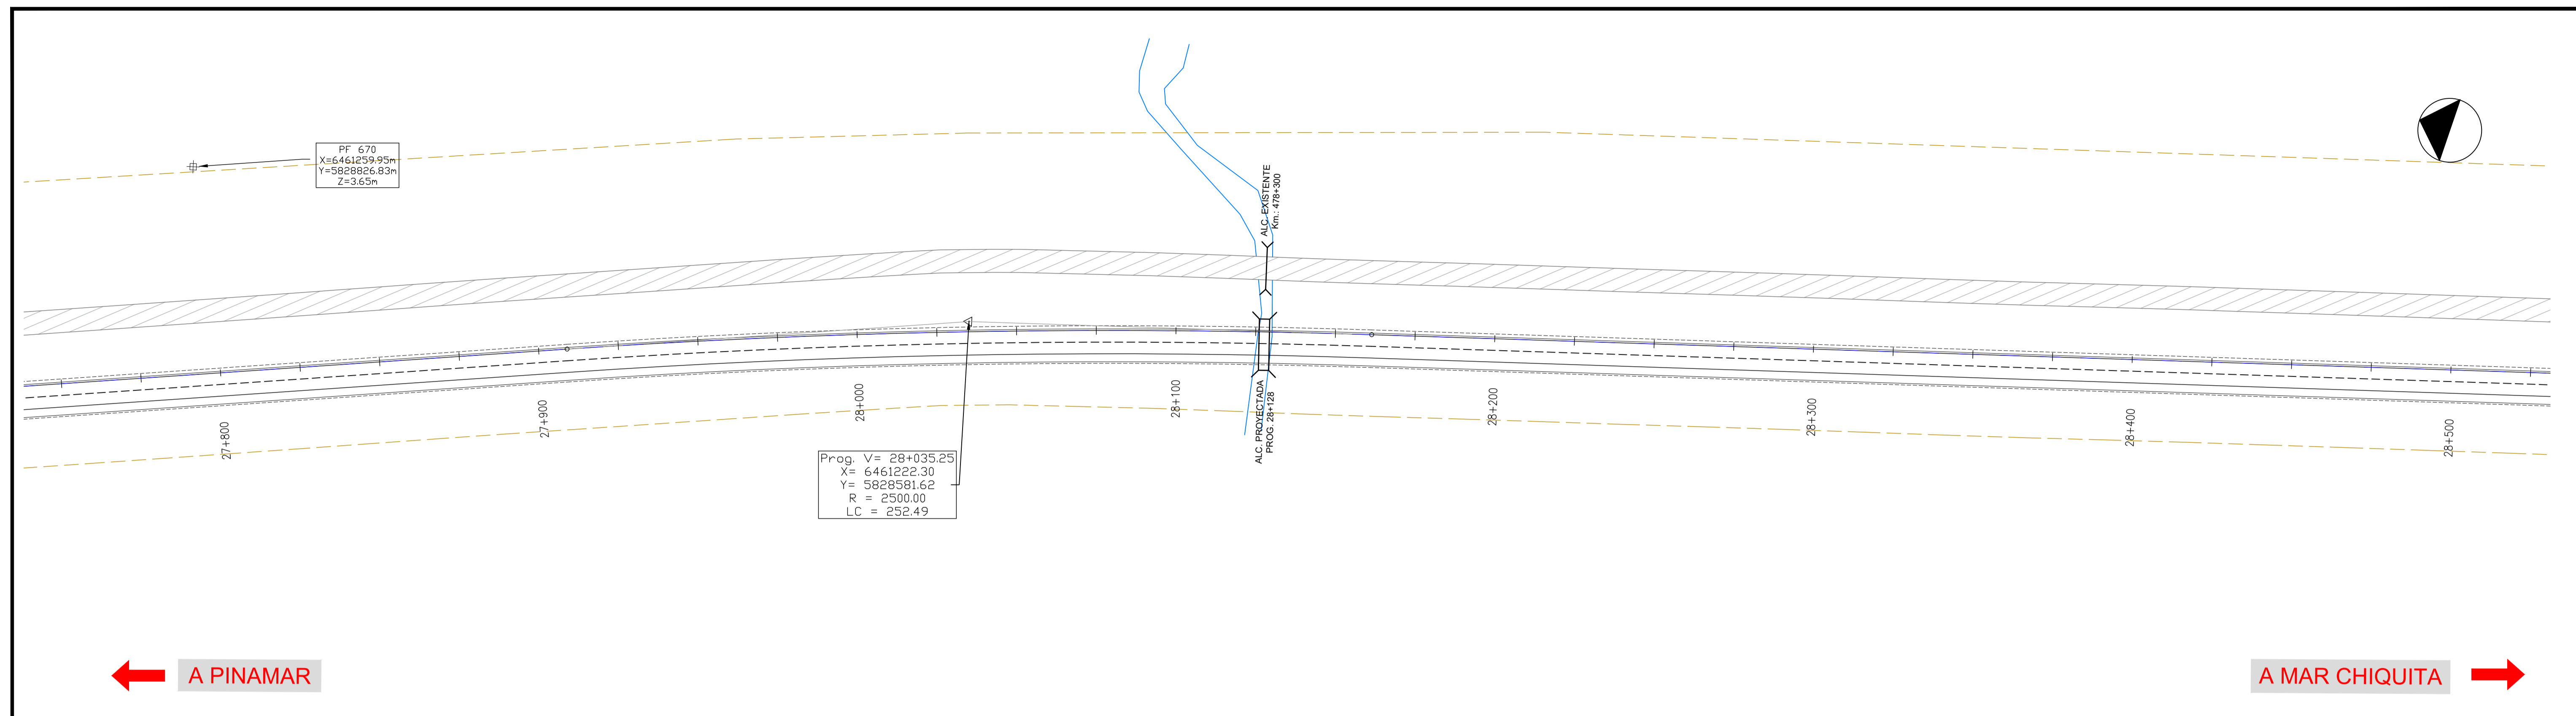 PF 670
X=6461259.95m
Y=5828826.83m
Z=3.65m
ALC. EXISTENTE
Km.: 478+300
27+800
27+900
28+000
28+100
28+200
28+300
28+400
28+500
ALC. PROYECTADA
PROG. 28+128
Prog. V= 28+035.25
X= 6461222.30
Y= 5828581.62
R = 2500.00
LC = 252.49
A PINAMAR
A MAR CHIQUITA